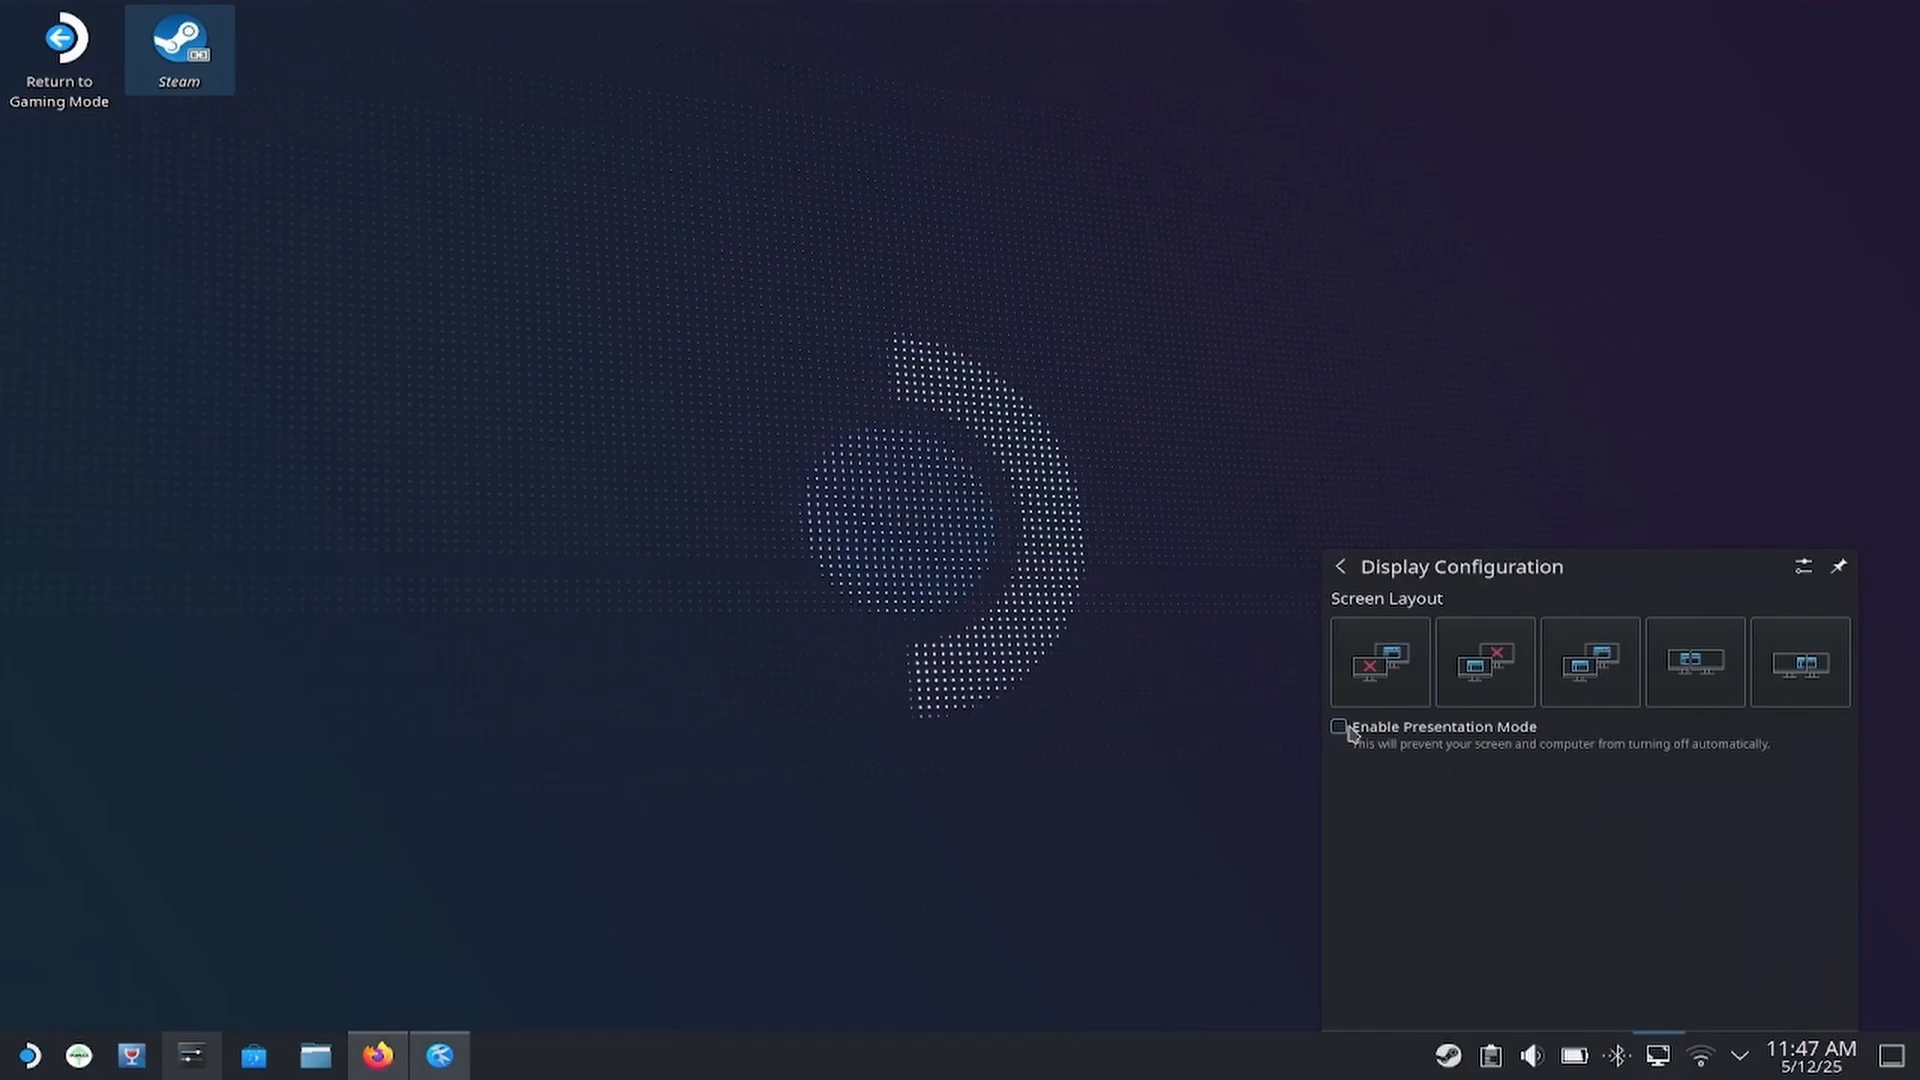 Return to
Gaming Mode
Steam
Display Configuration
Screen Layout
Enable Presentation Mode
This will prevent your screen and computer from turning off automatically.
11:47 AM
5/12/25